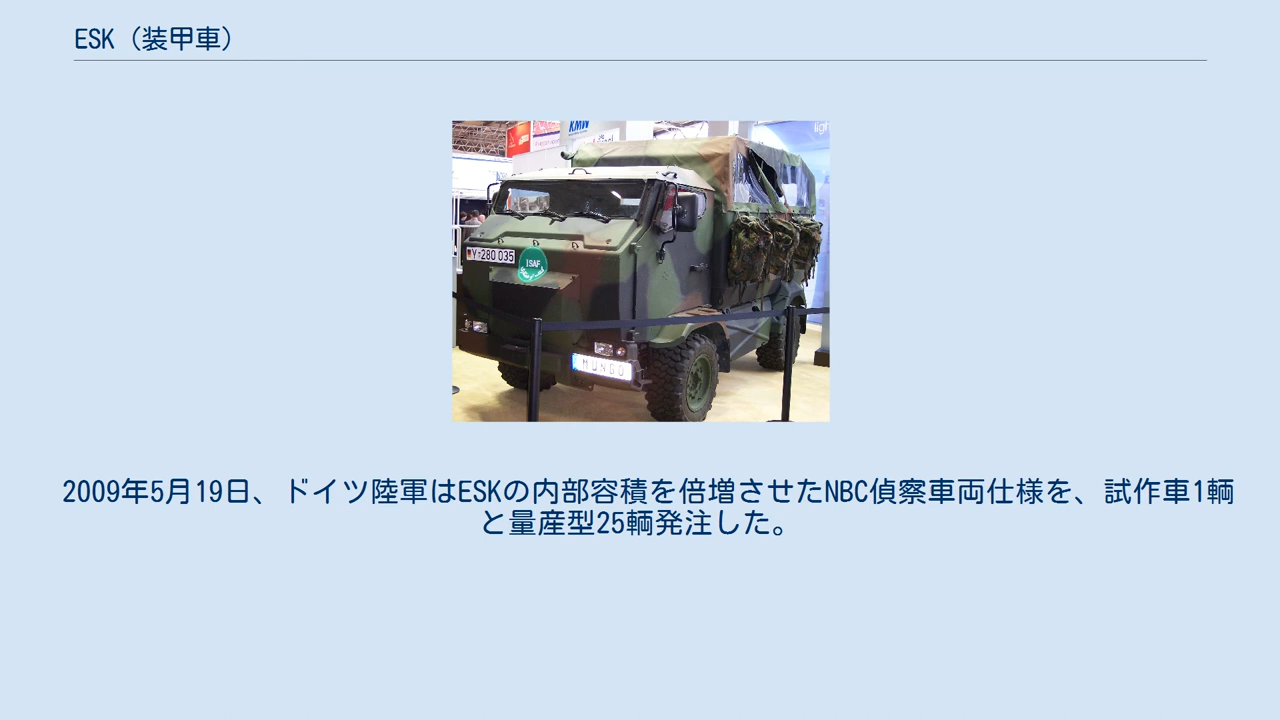 ESK（装甲車）
KMW
light
Y-280 035
ISAF
MUNGO
2009年5月19日、ドイツ陸軍はESKの内部容積を倍増させたNBC偵察車両仕様を、試作車1輌
と量産型25輌発注した。